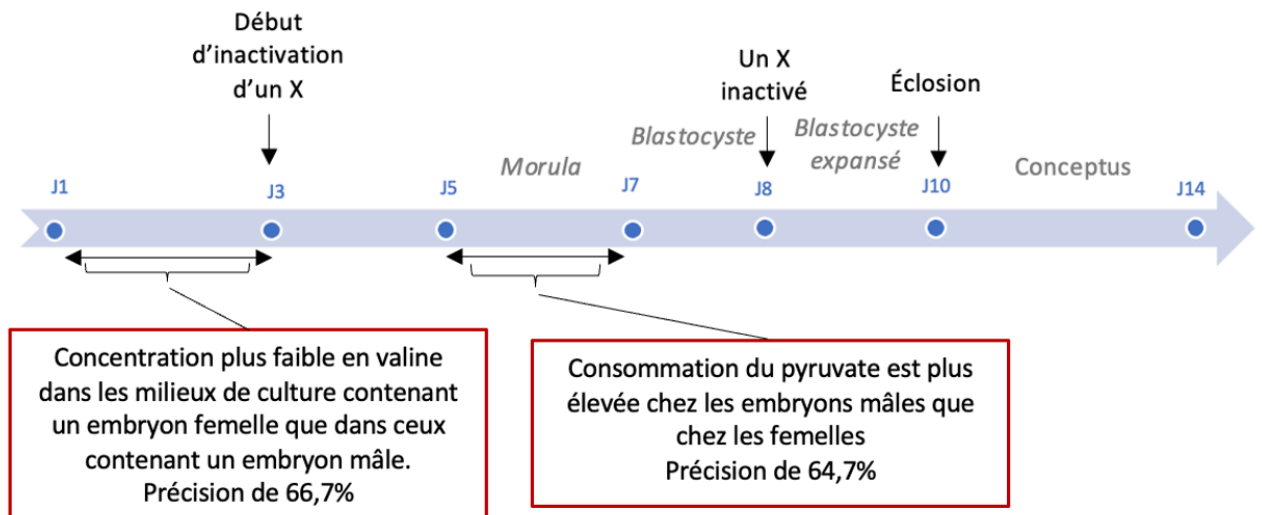 Début
d'inactivation
d'un X
Un X
inactivé
Éclosion
Morula
Blastocyste
Blastocyste
expansé
Conceptus
J1
J3
J5
J7
J8
J10
J14
Concentration plus faible en valine
dans les milieux de culture contenant
un embryon femelle que dans ceux
contenant un embryon mâle.
Précision de 66,7%
Consommation du pyruvate est plus
élevée chez les embryons mâles que
chez les femelles
Précision de 64,7%